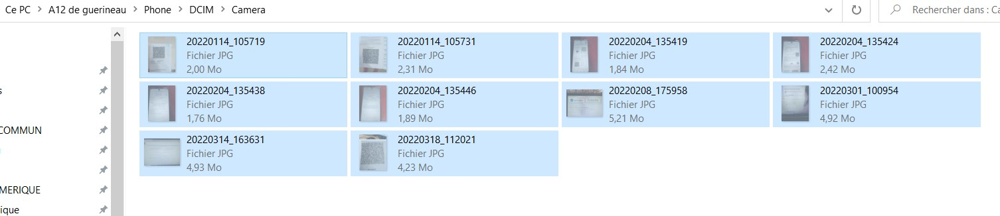 Ce PC > A12 de guerineau > Phone > DCIM > Camera
Rechercher dans : Ca
20220114_105719
Fichier JPG
2,00 Mo
20220114_105731
Fichier JPG
2,31 Mo
20220204_135419
Fichier JPG
1,84 Mo
20220204_135424
Fichier JPG
2,42 Mo
20220204_135438
Fichier JPG
1,76 Mo
20220204_135446
Fichier JPG
1,89 Mo
20220208_175958
Fichier JPG
5,21 Mo
20220301_100954
Fichier JPG
4,92 Mo
20220314_163631
Fichier JPG
4,93 Mo
20220318_112021
Fichier JPG
4,23 Mo
s
COMMUN
MERIQUE
ique